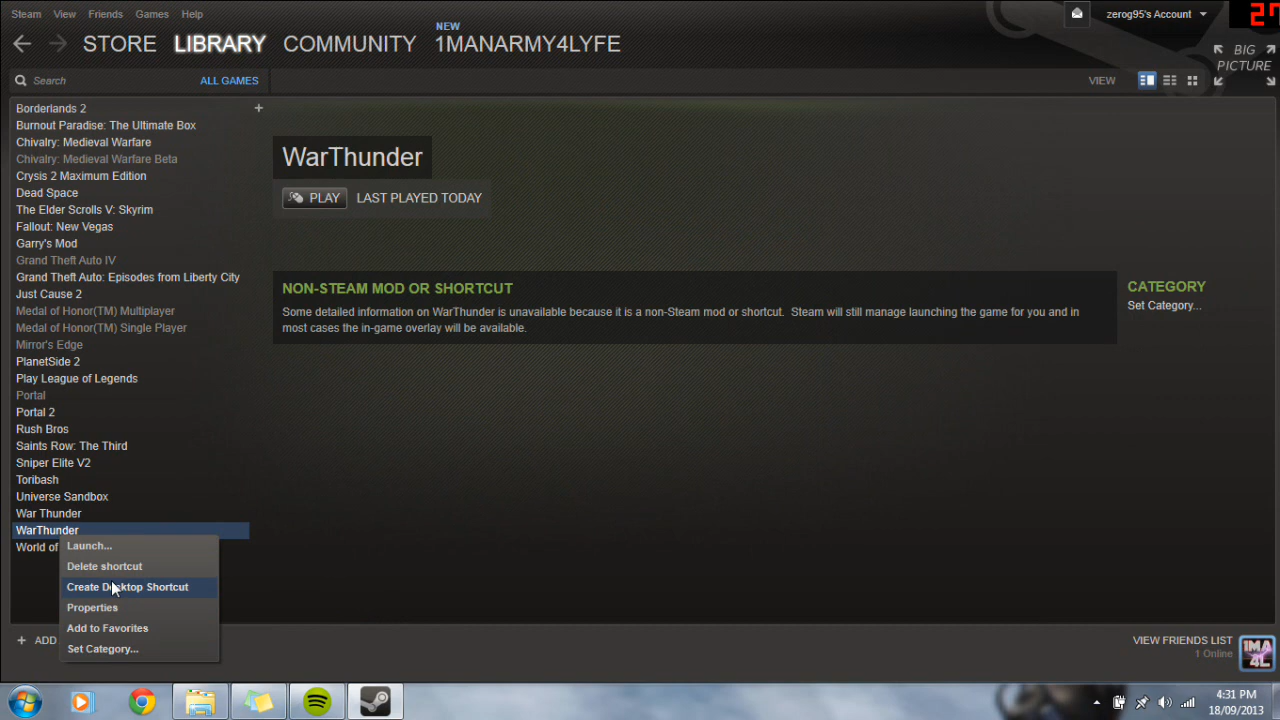 Steam View Friends Games Help
zerog95's Account
27
NEW
STORE LIBRARY COMMUNITY 1MANARMY4LYFE
BIG
PICTURE
Search
ALL GAMES
VIEW
Borderlands 2
Burnout Paradise: The Ultimate Box
Chivalry: Medieval Warfare
Chivalry: Medieval Warfare Beta
Crysis 2 Maximum Edition
Dead Space
The Elder Scrolls V: Skyrim
Fallout: New Vegas
Garry's Mod
Grand Theft Auto IV
Grand Theft Auto: Episodes from Liberty City
Just Cause 2
Medal of Honor(TM) Multiplayer
Medal of Honor(TM) Single Player
Mirror's Edge
PlanetSide 2
Play League of Legends
Portal
Portal 2
Rush Bros
Saints Row: The Third
Sniper Elite V2
Toribash
Universe Sandbox
War Thunder
WarThunder
World of
Launch...
Delete shortcut
Create Desktop Shortcut
Properties
Add to Favorites
Set Category...
+ ADD
WarThunder
PLAY LAST PLAYED TODAY
NON-STEAM MOD OR SHORTCUT
Some detailed information on WarThunder is unavailable because it is a non-Steam mod or shortcut. Steam will still manage launching the game for you and in
most cases the in-game overlay will be available.
CATEGORY
Set Category...
VIEW FRIENDS LIST
1 Online
IMA
4L
4:31 PM
18/09/2013